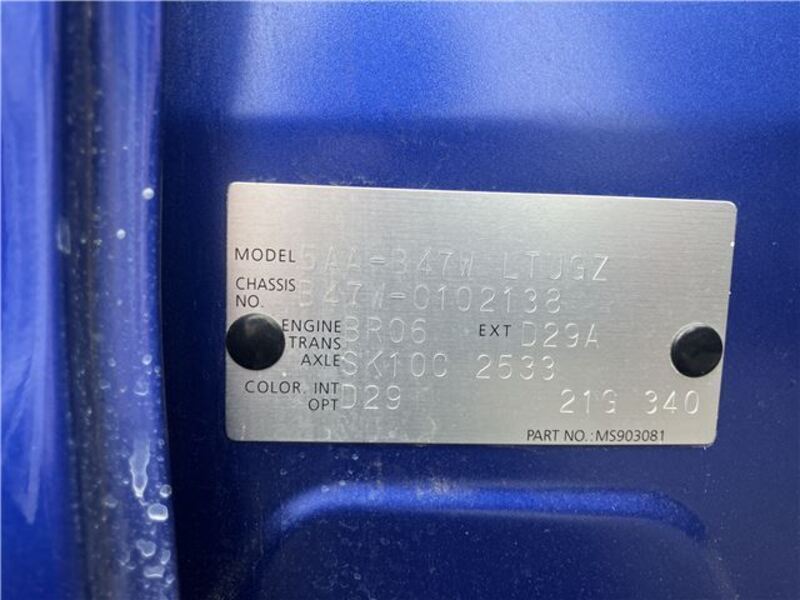 MODEL 5AA-B47W LTUGZ
CHASSIS NO. B47W-0102138
ENGINE BR06 EXT D29A
TRANS AXLE SK10C 2533
COLOR. INT D29
OPT 21G 340
PART NO.:MS903081